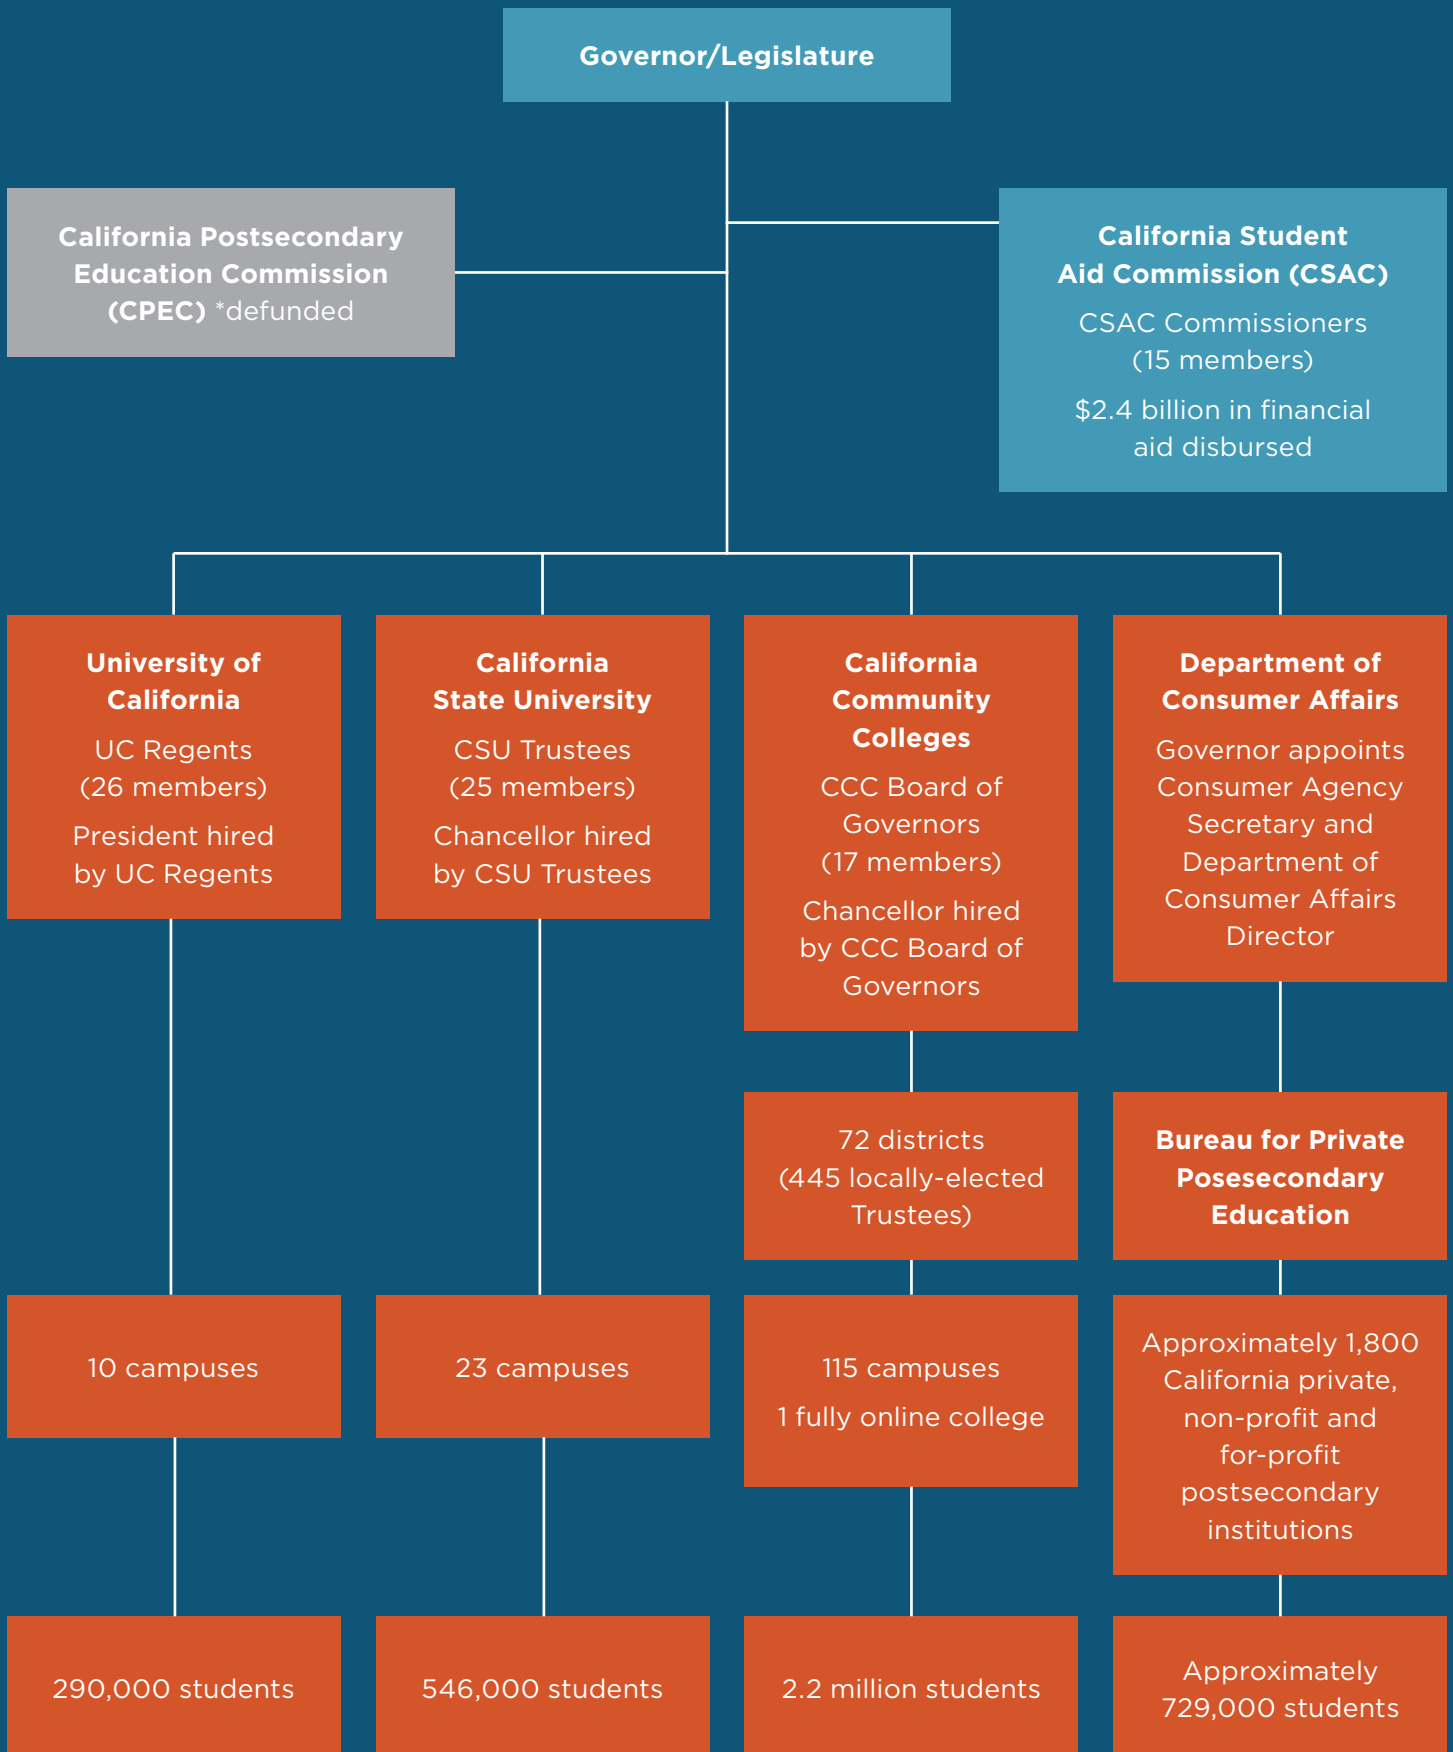 Governor/Legislature
California Postsecondary
Education Commission
(CPEC) *defunded
California Student
Aid Commission (CSAC)
CSAC Commissioners
(15 members)
$2.4 billion in financial
aid disbursed
University of
California
UC Regents
(26 members)
President hired
by UC Regents
California
State University
CSU Trustees
(25 members)
Chancellor hired
by CSU Trustees
California
Community
Colleges
CCC Board of
Governors
(17 members)
Chancellor hired
by CCC Board of
Governors
Department of
Consumer Affairs
Governor appoints
Consumer Agency
Secretary and
Department of
Consumer Affairs
Director
72 districts
(445 locally-elected
Trustees)
Bureau for Private
Posesecondary
Education
10 campuses
23 campuses
115 campuses
1 fully online college
Approximately 1,800
California private,
non-profit and
for-profit
postsecondary
institutions
290,000 students
546,000 students
2.2 million students
Approximately
729,000 students